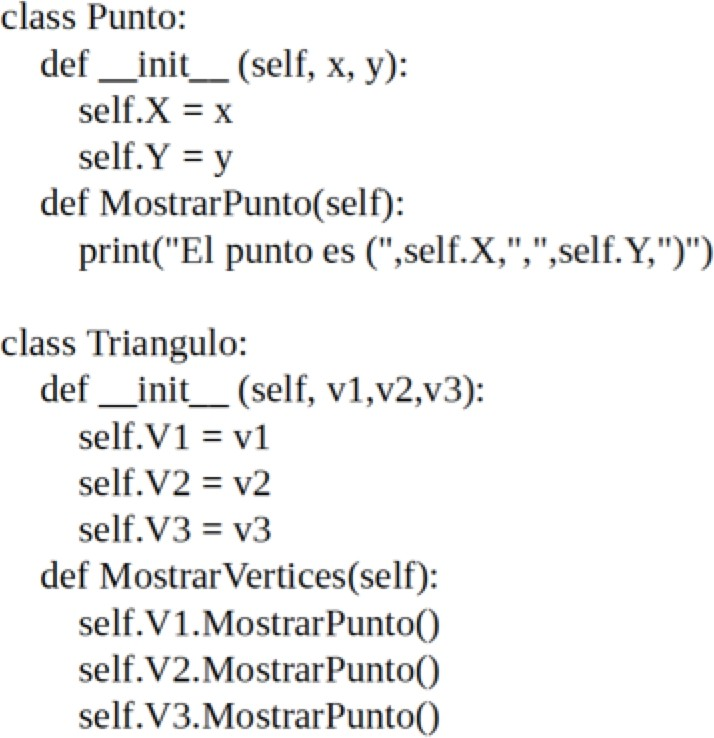 class Punto:
def __init__ (self, x, y):
self.X = x
self.Y = y
def MostrarPunto(self):
print("El punto es (",self.X,",",self.Y,")")
class Triangulo:
def __init__ (self, v1,v2,v3):
self.V1 = v1
self.V2 = v2
self.V3 = v3
def MostrarVertices(self):
self.V1.MostrarPunto()
self.V2.MostrarPunto()
self.V3.MostrarPunto()